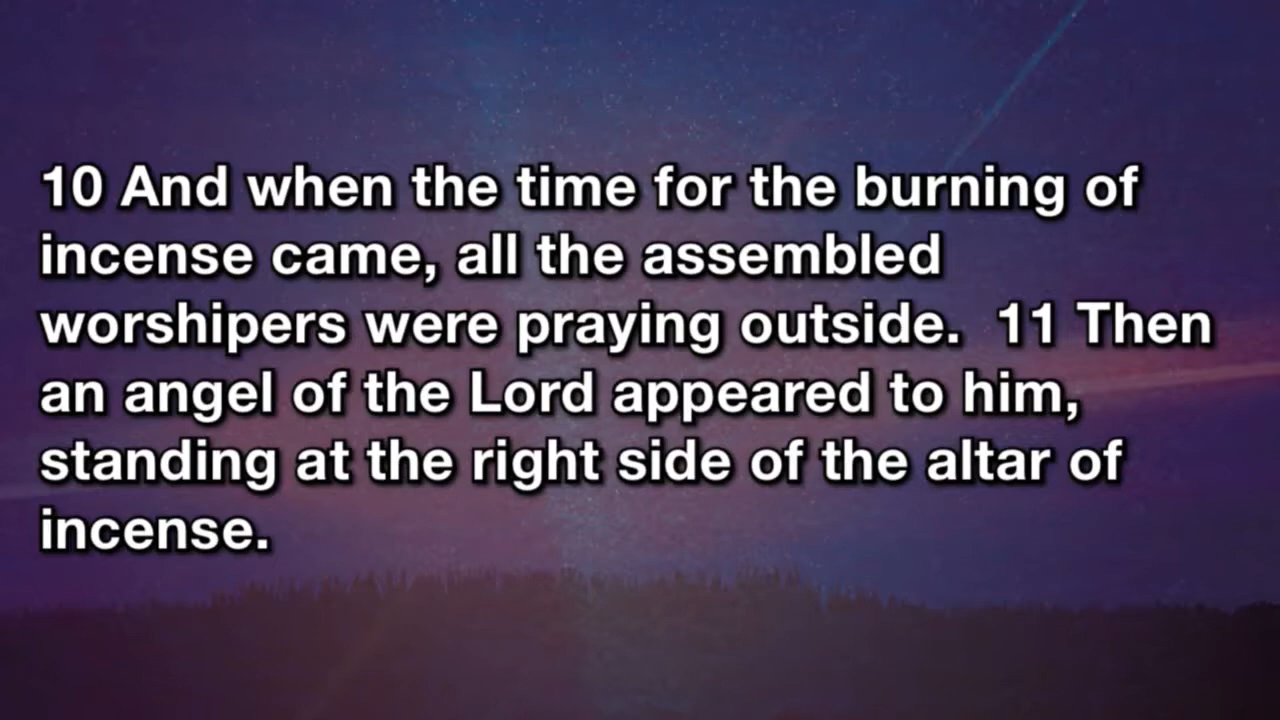 10 And when the time for the burning of
incense came, all the assembled
worshipers were praying outside.  11 Then
an angel of the Lord appeared to him,
standing at the right side of the altar of
incense.